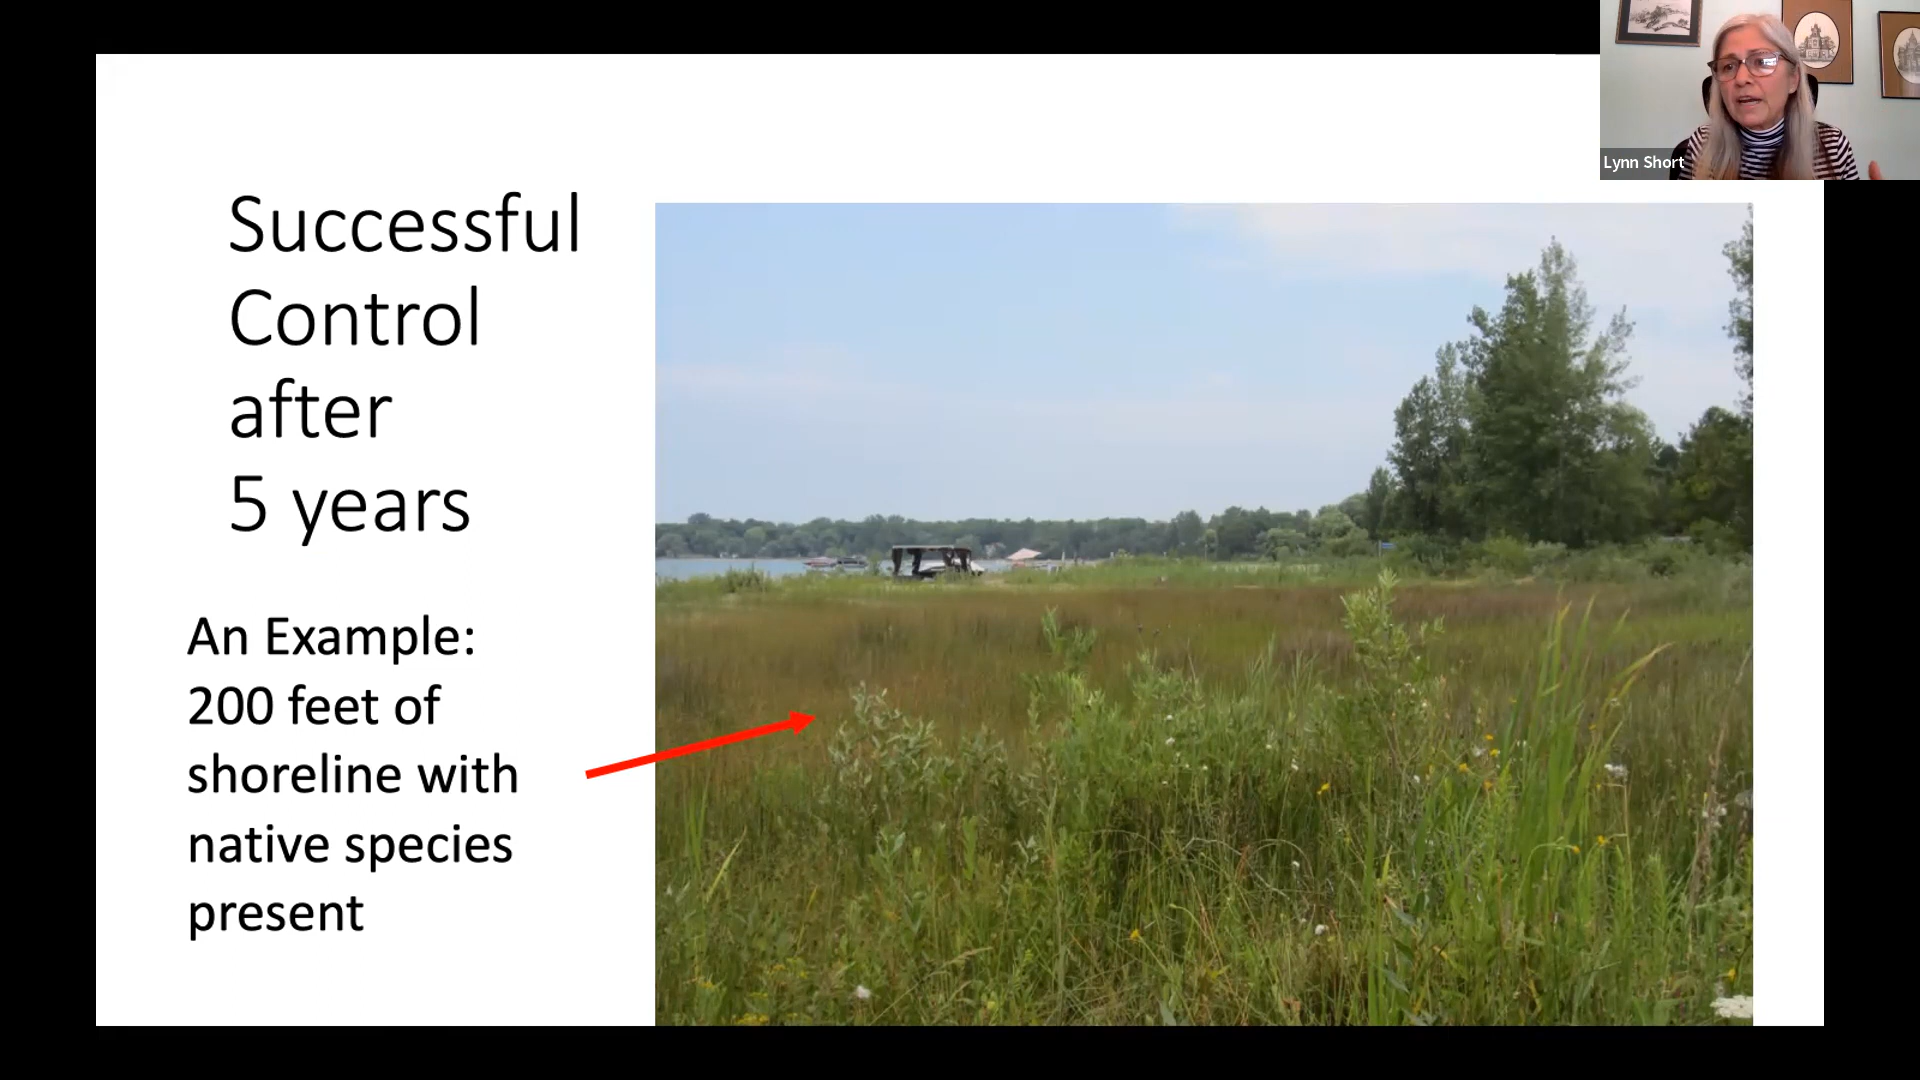 Lynn Short
Successful
Control
after
5 years
An Example:
200 feet of
shoreline with
native species
present